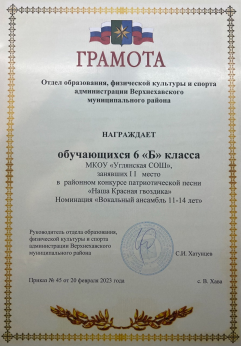 ГРАМОТА
Отдел образования, физической культуры и спорта
администрации Верхнехавского
муниципального района
НАГРАЖДАЕТ
обучающихся 6 «Б» класса
МКОУ «Углянская СОШ»,
занявших II место
в районном конкурсе патриотической песни
«Наша Красная гвоздика»
Номинация «Вокальный ансамбль 11-14 лет»
Руководитель отдела образования,
физической культуры и спорта
администрации Верхнехавского
муниципального района
С.И. Хатунцев
Приказ № 45 от 20 февраля 2023 года
с. В. Хава